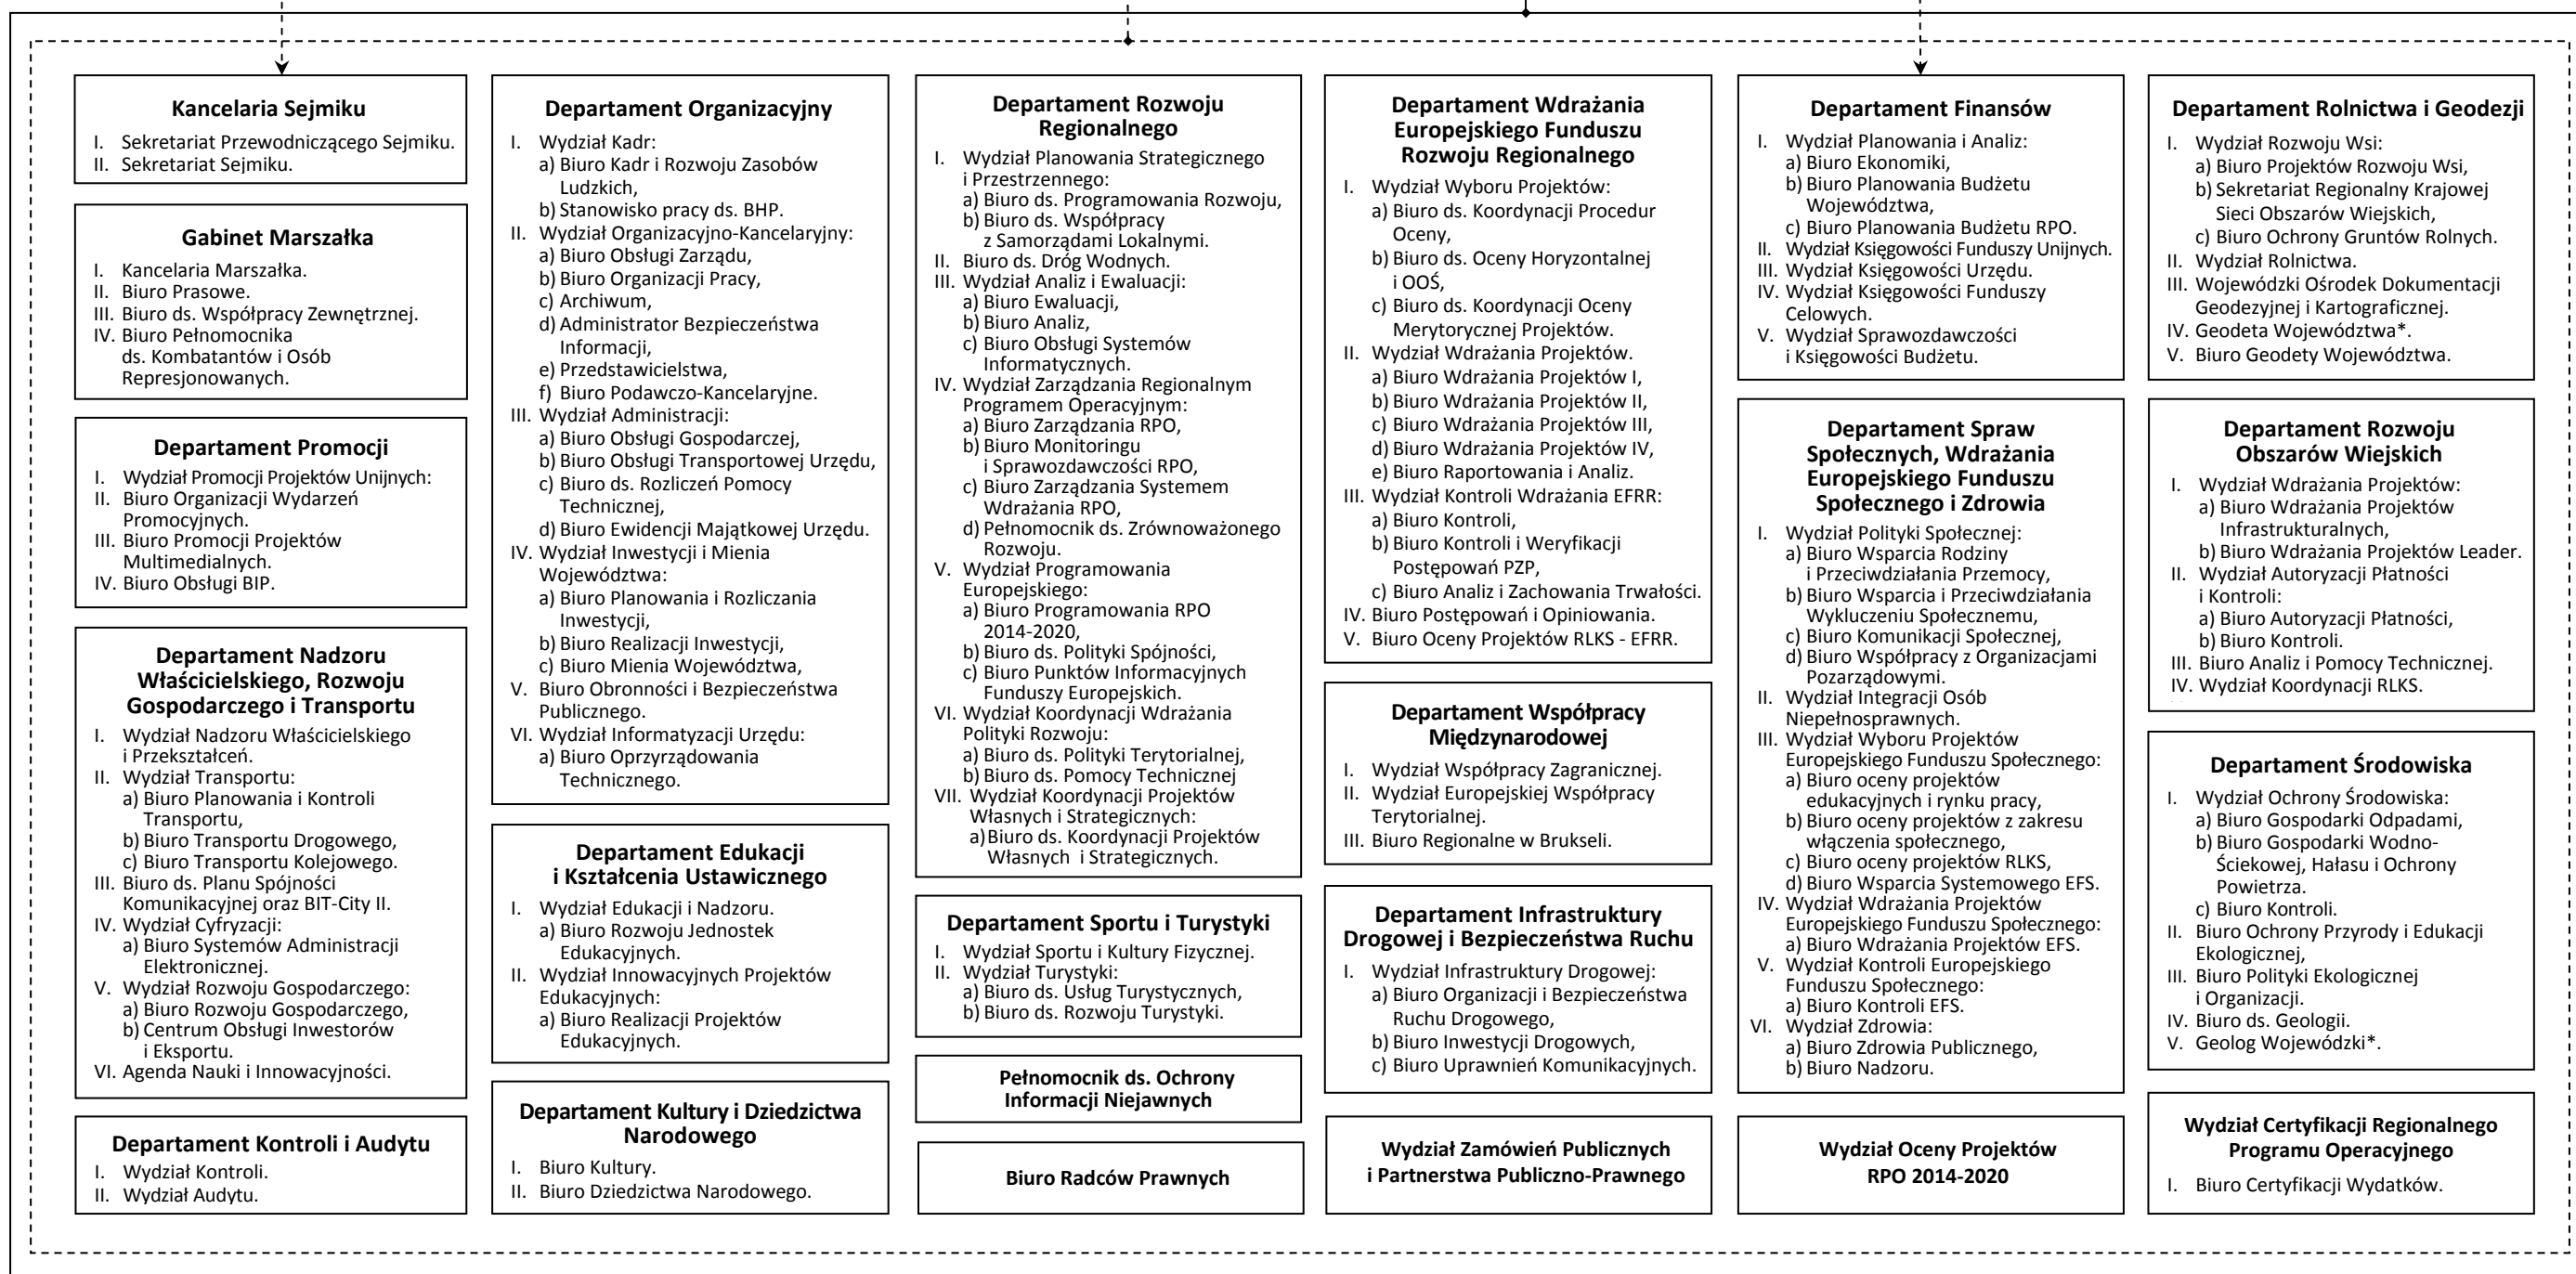 Kancelaria Sejmiku
I. Sekretariat Przewodniczącego Sejmiku.
II. Sekretariat Sejmiku.
Gabinet Marszałka
I. Kancelaria Marszałka.
II. Biuro Prasowe.
III. Biuro ds. Współpracy Zewnętrznej.
IV. Biuro Pełnomocnika
ds. Kombatantów i Osób
Represjonowanych.
Departament Promocji
I. Wydział Promocji Projektów Unijnych:
II. Biuro Organizacji Wydarzeń
Promocyjnych.
III. Biuro Promocji Projektów
Multimedialnych.
IV. Biuro Obsługi BIP.
Departament Nadzoru
Właścicielskiego, Rozwoju
Gospodarczego i Transportu
I. Wydział Nadzoru Właścicielskiego
i Przekształceń.
II. Wydział Transportu:
a) Biuro Planowania i Kontroli
Transportu,
b) Biuro Transportu Drogowego,
c) Biuro Transportu Kolejowego.
III. Biuro ds. Planu Spójności
Komunikacyjnej oraz BIT-City II.
IV. Wydział Cyfryzacji:
a) Biuro Systemów Administracji
Elektronicznej.
V. Wydział Rozwoju Gospodarczego:
a) Biuro Rozwoju Gospodarczego,
b) Centrum Obsługi Inwestorów
i Eksportu.
VI. Agenda Nauki i Innowacyjności.
Departament Kontroli i Audytu
I. Wydział Kontroli.
II. Wydział Audytu.
Departament Organizacyjny
I. Wydział Kadr:
a) Biuro Kadr i Rozwoju Zasobów
Ludzkich,
b) Stanowisko pracy ds. BHP.
II. Wydział Organizacyjno-Kancelaryjny:
a) Biuro Obsługi Zarządu,
b) Biuro Organizacji Pracy,
c) Archiwum,
d) Administrator Bezpieczeństwa
Informacji,
e) Przedstawicielstwa,
f) Biuro Podawczo-Kancelaryjne.
III. Wydział Administracji:
a) Biuro Obsługi Gospodarczej,
b) Biuro Obsługi Transportowej Urzędu,
c) Biuro ds. Rozliczeń Pomocy
Technicznej,
d) Biuro Ewidencji Majątkowej Urzędu.
IV. Wydział Inwestycji i Mienia
Województwa:
a) Biuro Planowania i Rozliczania
Inwestycji,
b) Biuro Realizacji Inwestycji,
c) Biuro Mienia Województwa,
V. Biuro Obronności i Bezpieczeństwa
Publicznego.
VI. Wydział Informatyzacji Urzędu:
a) Biuro Oprzyrządowania
Technicznego.
Departament Edukacji
i Kształcenia Ustawicznego
I. Wydział Edukacji i Nadzoru.
a) Biuro Rozwoju Jednostek
Edukacyjnych.
II. Wydział Innowacyjnych Projektów
Edukacyjnych:
a) Biuro Realizacji Projektów
Edukacyjnych.
Departament Kultury i Dziedzictwa
Narodowego
I. Biuro Kultury.
II. Biuro Dziedzictwa Narodowego.
Departament Rozwoju
Regionalnego
I. Wydział Planowania Strategicznego
i Przestrzennego:
a) Biuro ds. Programowania Rozwoju,
b) Biuro ds. Współpracy
z Samorządami Lokalnymi.
II. Biuro ds. Dróg Wodnych.
III. Wydział Analiz i Ewaluacji:
a) Biuro Ewaluacji,
b) Biuro Analiz,
c) Biuro Obsługi Systemów
Informatycznych.
IV. Wydział Zarządzania Regionalnym
Programem Operacyjnym:
a) Biuro Zarządzania RPO,
b) Biuro Monitoringu
i Sprawozdawczości RPO,
c) Biuro Zarządzania Systemem
Wdrażania RPO,
d) Pełnomocnik ds. Zrównoważonego
Rozwoju.
V. Wydział Programowania
Europejskiego:
a) Biuro Programowania RPO
2014-2020,
b) Biuro ds. Polityki Spójności,
c) Biuro Punktów Informacyjnych
Funduszy Europejskich.
VI. Wydział Koordynacji Wdrażania
Polityki Rozwoju:
a) Biuro ds. Polityki Terytorialnej,
b) Biuro ds. Pomocy Technicznej
VII. Wydział Koordynacji Projektów
Własnych i Strategicznych:
a) Biuro ds. Koordynacji Projektów
Własnych i Strategicznych.
Departament Sportu i Turystyki
I. Wydział Sportu i Kultury Fizycznej.
II. Wydział Turystyki:
a) Biuro ds. Usług Turystycznych,
b) Biuro ds. Rozwoju Turystyki.
Pełnomocnik ds. Ochrony
Informacji Niejawnych
Biuro Radców Prawnych
Departament Wdrażania
Europejskiego Funduszu
Rozwoju Regionalnego
I. Wydział Wyboru Projektów:
a) Biuro ds. Koordynacji Procedur
Oceny,
b) Biuro ds. Oceny Horyzontalnej
i OOŚ,
c) Biuro ds. Koordynacji Oceny
Merytorycznej Projektów.
II. Wydział Wdrażania Projektów.
a) Biuro Wdrażania Projektów I,
b) Biuro Wdrażania Projektów II,
c) Biuro Wdrażania Projektów III,
d) Biuro Wdrażania Projektów IV,
e) Biuro Raportowania i Analiz.
III. Wydział Kontroli Wdrażania EFRR:
a) Biuro Kontroli,
b) Biuro Kontroli i Weryfikacji
Postępowań PZP,
c) Biuro Analiz i Zachowania Trwałości.
IV. Biuro Postępowań i Opiniowania.
V. Biuro Oceny Projektów RLKS - EFRR.
Departament Współpracy
Międzynarodowej
I. Wydział Współpracy Zagranicznej.
II. Wydział Europejskiej Współpracy
Terytorialnej.
III. Biuro Regionalne w Brukseli.
Departament Infrastruktury
Drogowej i Bezpieczeństwa Ruchu
I. Wydział Infrastruktury Drogowej:
a) Biuro Organizacji i Bezpieczeństwa
Ruchu Drogowego,
b) Biuro Inwestycji Drogowych,
c) Biuro Uprawnień Komunikacyjnych.
Wydział Zamówień Publicznych
i Partnerstwa Publiczno-Prawnego
Departament Finansów
I. Wydział Planowania i Analiz:
a) Biuro Ekonomiki,
b) Biuro Planowania Budżetu
Województwa,
c) Biuro Planowania Budżetu RPO.
II. Wydział Księgowości Funduszy Unijnych.
III. Wydział Księgowości Urzędu.
IV. Wydział Księgowości Funduszy
Celowych.
V. Wydział Sprawozdawczości
i Księgowości Budżetu.
Departament Spraw
Społecznych, Wdrażania
Europejskiego Funduszu
Społecznego i Zdrowia
I. Wydział Polityki Społecznej:
a) Biuro Wsparcia Rodziny
i Przeciwdziałania Przemocy,
b) Biuro Wsparcia i Przeciwdziałania
Wykluczeniu Społecznemu,
c) Biuro Komunikacji Społecznej,
d) Biuro Współpracy z Organizacjami
Pozarządowymi.
II. Wydział Integracji Osób
Niepełnosprawnych.
III. Wydział Wyboru Projektów
Europejskiego Funduszu Społecznego:
a) Biuro oceny projektów
edukacyjnych i rynku pracy,
b) Biuro oceny projektów z zakresu
włączenia społecznego,
c) Biuro oceny projektów RLKS,
d) Biuro Wsparcia Systemowego EFS.
IV. Wydział Wdrażania Projektów
Europejskiego Funduszu Społecznego:
a) Biuro Wdrażania Projektów EFS.
V. Wydział Kontroli Europejskiego
Funduszu Społecznego:
a) Biuro Kontroli EFS.
VI. Wydział Zdrowia:
a) Biuro Zdrowia Publicznego,
b) Biuro Nadzoru.
Wydział Oceny Projektów
RPO 2014-2020
Departament Rolnictwa i Geodezji
I. Wydział Rozwoju Wsi:
a) Biuro Projektów Rozwoju Wsi,
b) Sekretariat Regionalny Krajowej
Sieci Obszarów Wiejskich,
c) Biuro Ochrony Gruntów Rolnych.
II. Wydział Rolnictwa.
III. Wojewódzki Ośrodek Dokumentacji
Geodezyjnej i Kartograficznej.
IV. Geodeta Województwa*.
V. Biuro Geodety Województwa.
Departament Rozwoju
Obszarów Wiejskich
I. Wydział Wdrażania Projektów:
a) Biuro Wdrażania Projektów
Infrastrukturalnych,
b) Biuro Wdrażania Projektów Leader.
II. Wydział Autoryzacji Płatności
i Kontroli:
a) Biuro Autoryzacji Płatności,
b) Biuro Kontroli.
III. Biuro Analiz i Pomocy Technicznej.
IV. Wydział Koordynacji RLKS.
Departament Środowiska
I. Wydział Ochrony Środowiska:
a) Biuro Gospodarki Odpadami,
b) Biuro Gospodarki Wodno-
Ściekowej, Hałasu i Ochrony
Powietrza.
c) Biuro Kontroli.
II. Biuro Ochrony Przyrody i Edukacji
Ekologicznej,
III. Biuro Polityki Ekologicznej
i Organizacji.
IV. Biuro ds. Geologii.
V. Geolog Wojewódzki*.
Wydział Certyfikacji Regionalnego
Programu Operacyjnego
I. Biuro Certyfikacji Wydatków.